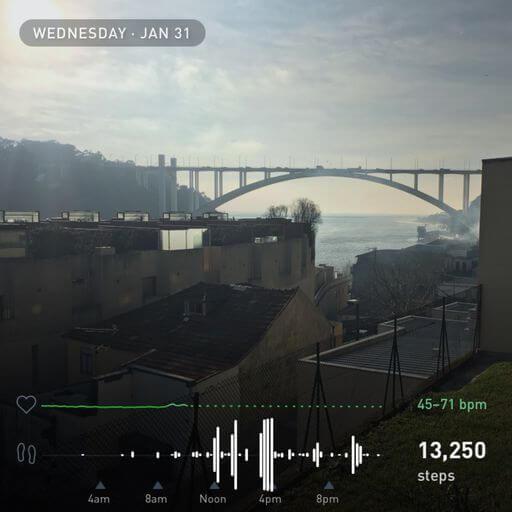 WEDNESDAY · JAN 31
45–71 bpm
13,250
steps
4am 8am Noon 4pm 8pm